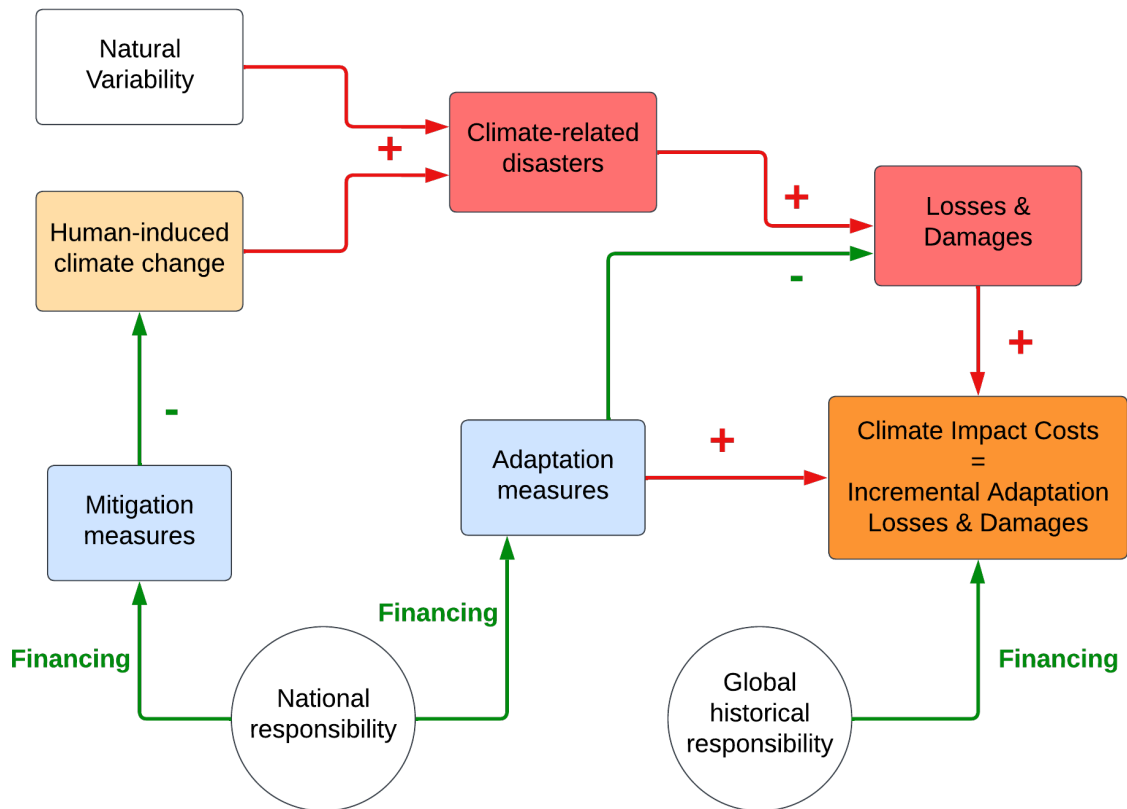 Natural
Variability
+
Climate-related
disasters
+
Losses &
Damages
Human-induced
climate change
-
+
-
Mitigation
measures
Adaptation
measures
+
Climate Impact Costs
=
Incremental Adaptation
Losses & Damages
Financing
Financing
National
responsibility
Global
historical
responsibility
Financing